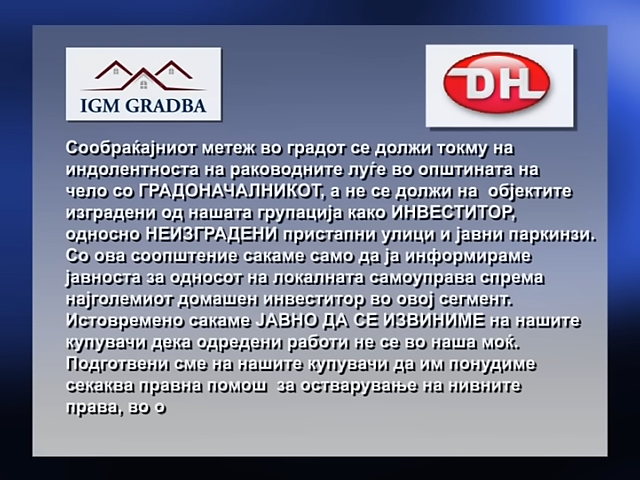 IGM GRADBA
DHL
Сообраќајниот метеж во градот се должи токму на
индолентноста на раководните луѓе во општината на
чело со ГРАДОНАЧАЛНИКОТ, а не се должи на објектите
изградени од нашата групација како ИНВЕСТИТОР,
односно НЕИЗГРАДЕНИ пристапни улици и јавни паркинзи.
Со ова соопштение сакаме само да ја информираме
јавноста за односот на локалната самоуправа спрема
најголемиот домашен инвеститор во овој сегмент.
Истовремено сакаме ЈАВНО ДА СЕ ИЗВИНИМЕ на нашите
купувачи дека одредени работи не се во наша моќ.
Подготвени сме на нашите купувачи да им понудиме
секаква правна помош за остварување на нивните
права, во о